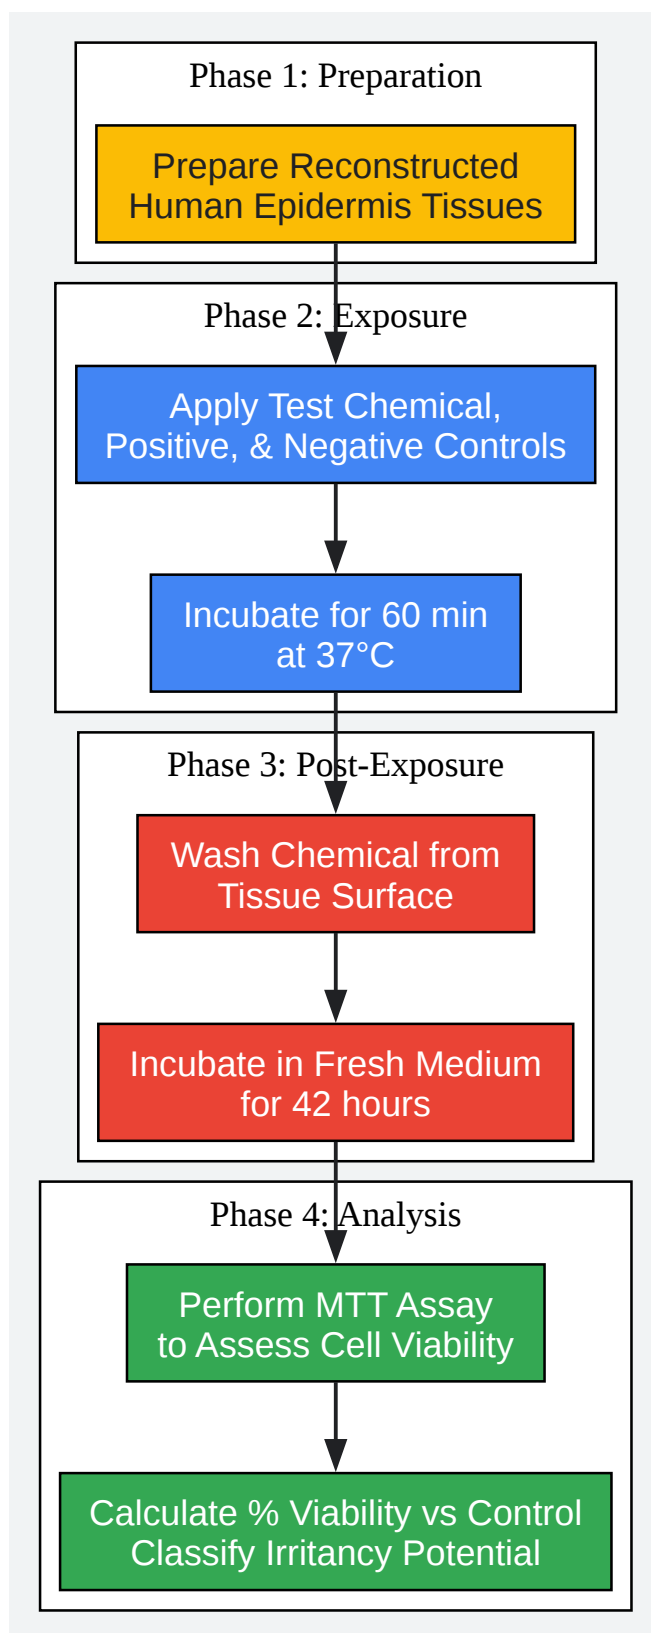 Phase 1: Preparation
Prepare Reconstructed
Human Epidermis Tissues
Phase 2: Exposure
Apply Test Chemical,
Positive, & Negative Controls
Incubate for 60 min
at 37°C
Phase 3: Post-Exposure
Wash Chemical from
Tissue Surface
Incubate in Fresh Medium
for 42 hours
Phase 4: Analysis
Perform MTT Assay
to Assess Cell Viability
Calculate % Viability vs Control
Classify Irritancy Potential